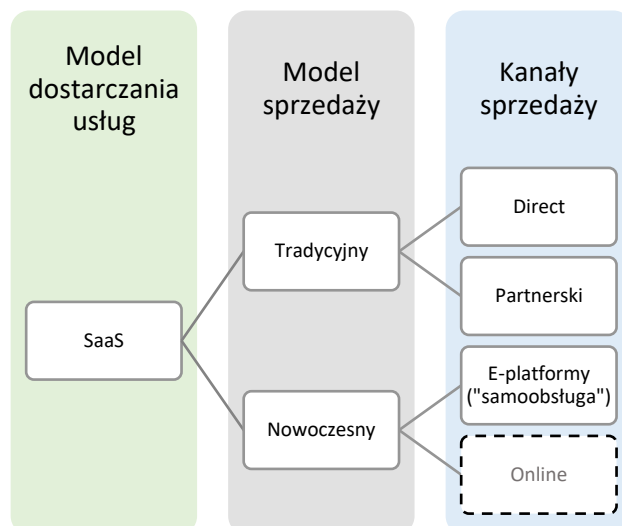 Model
dostarczania
usług
Model
sprzedaży
Kanały
sprzedaży
SaaS
Tradycyjny
Nowoczesny
Direct
Partnerski
E-platformy
("samoobsługa")
Online